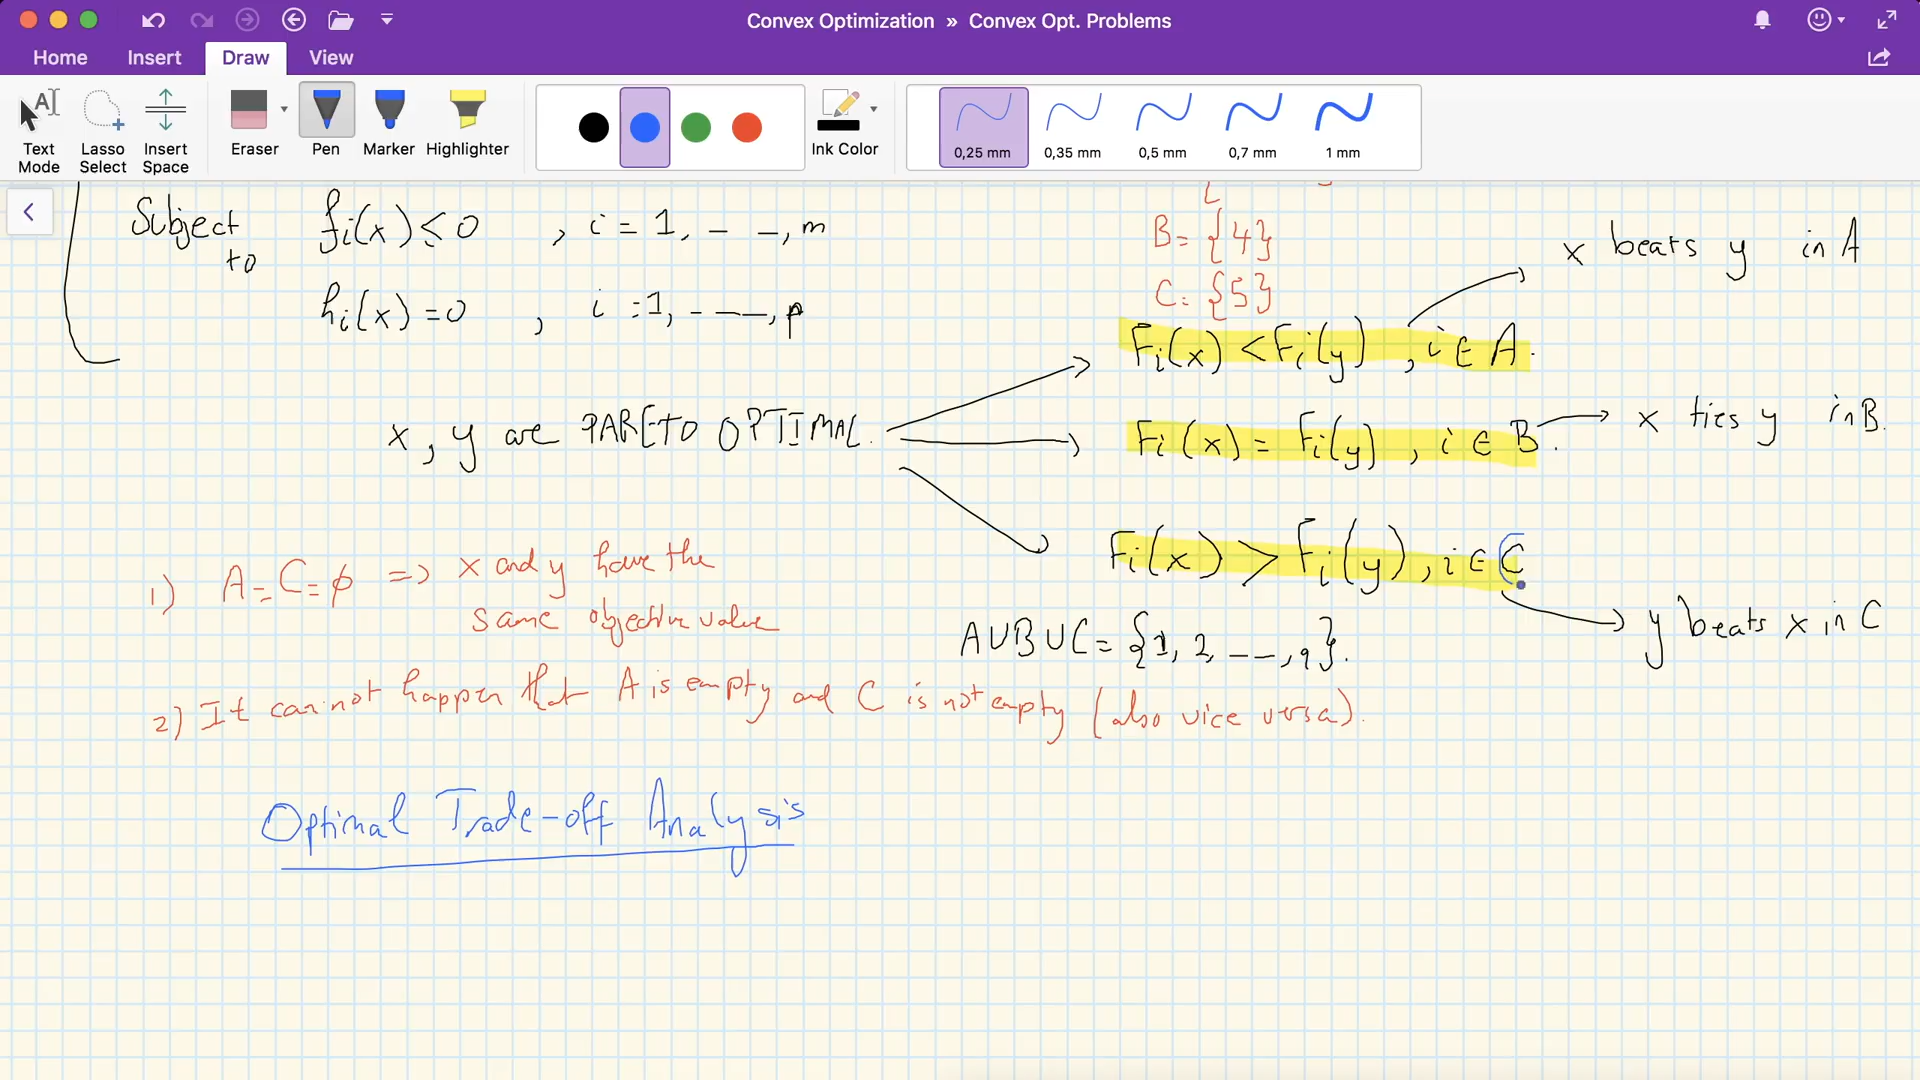 Convex Optimization » Convex Opt. Problems
Home Insert Draw View
Text Mode
Lasso Select
Insert Space
Eraser
Pen
Marker
Highlighter
Ink Color
0,25 mm
0,35 mm
0,5 mm
0,7 mm
1 mm
Subject to fi(x) ≤ 0 , i = 1, _ _, m
hi(x) = 0 , i : 1, - __, p
B = {4}
C = {5}
x beats y in A
Fi(x) < Fi(y) , i ∈ A.
x, y are PARETO OPTIMAL.
Fi(x) = Fi(y) , i ∈ B.
x ties y in B.
Fi(x) > Fi(y), i ∈ C
y beats x in C
1) A = C = ϕ => x and y have the
same objective value
AUBUC = {1, 2, _ _, q}.
2) It cannot happen that A is empty and C is not empty (also vice versa).
Optimal Trade-off Analysis